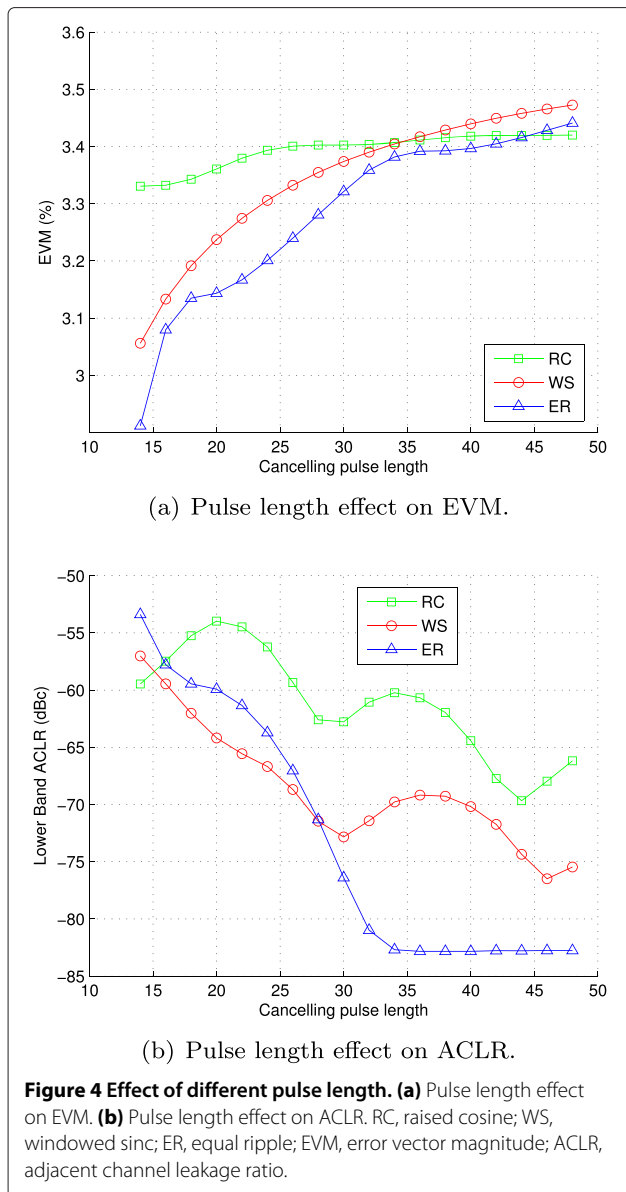 3.6
3.5
3.4
3.3
3.2
3.1
3
EVM (%)
10 15 20 25 30 35 40 45 50
Cancelling pulse length
RC
WS
ER
(a) Pulse length effect on EVM.
−50
−55
−60
−65
−70
−75
−80
−85
Lower Band ACLR (dBc)
10 15 20 25 30 35 40 45 50
Cancelling pulse length
RC
WS
ER
(b) Pulse length effect on ACLR.
Figure 4 Effect of different pulse length. (a) Pulse length effect
on EVM. (b) Pulse length effect on ACLR. RC, raised cosine; WS,
windowed sinc; ER, equal ripple; EVM, error vector magnitude; ACLR,
adjacent channel leakage ratio.